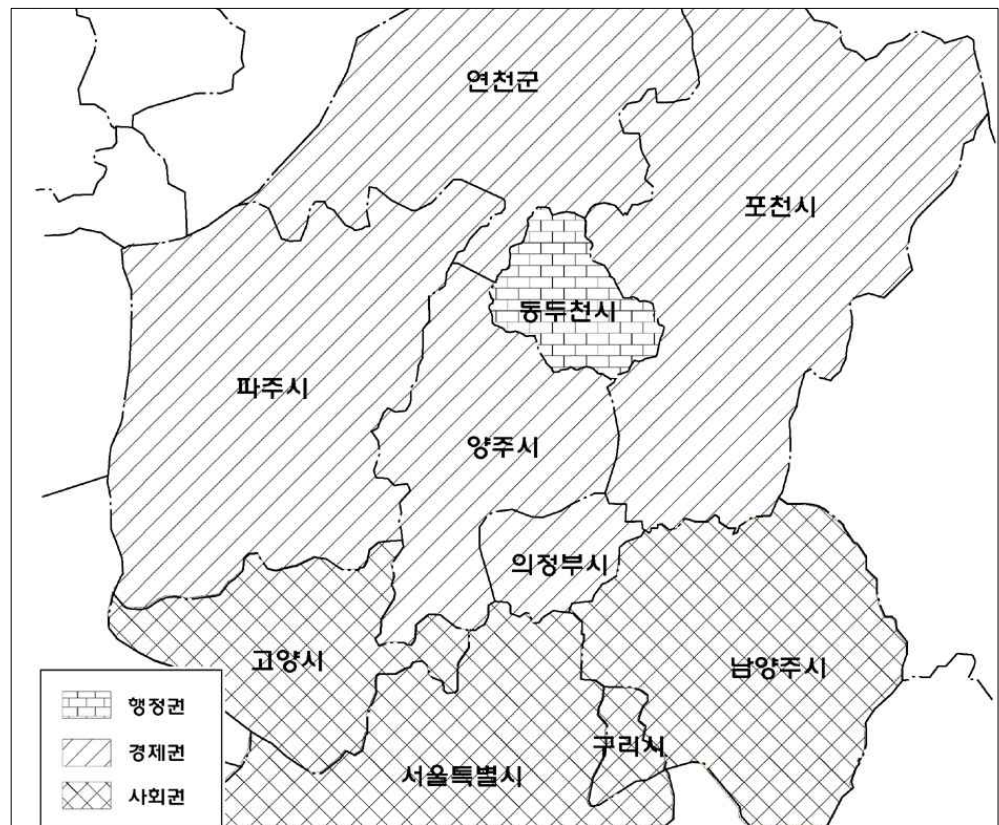 연천군
포천시
동두천시
파주시
양주시
의정부시
고양시
남양주시
구리시
서울특별시
행정권
경제권
사회권